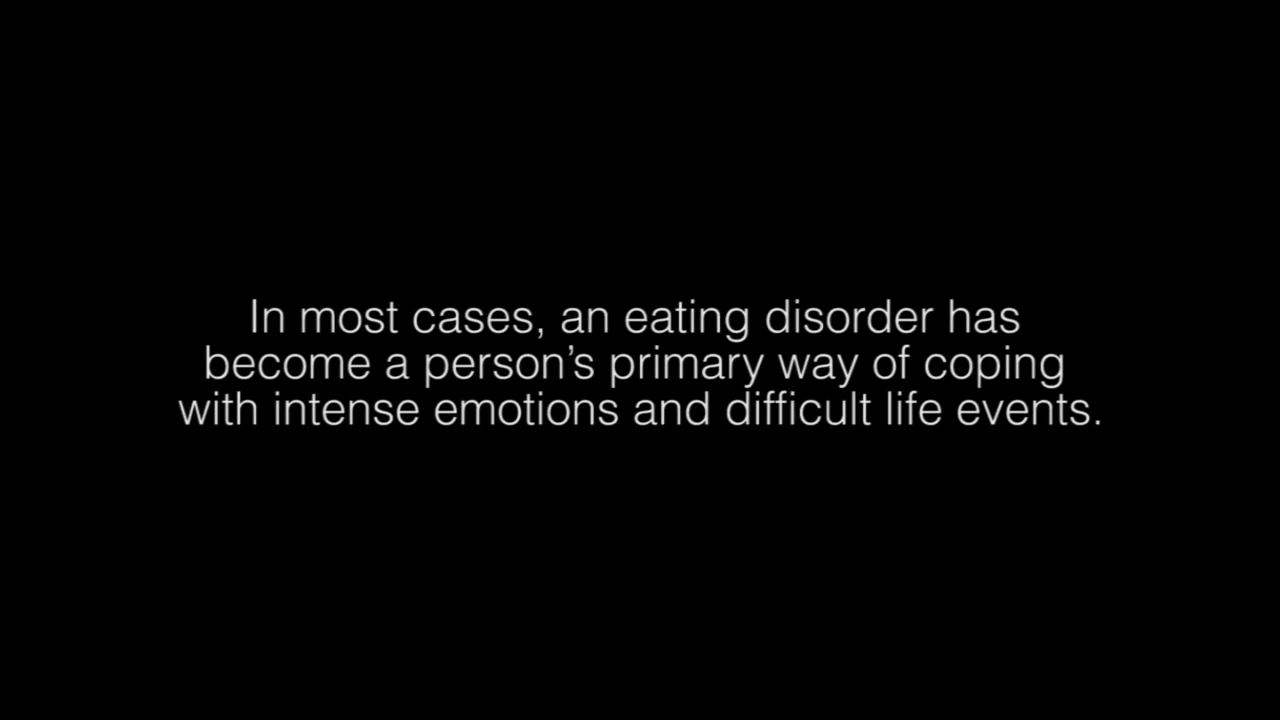 In most cases, an eating disorder has
become a person’s primary way of coping
with intense emotions and difficult life events.